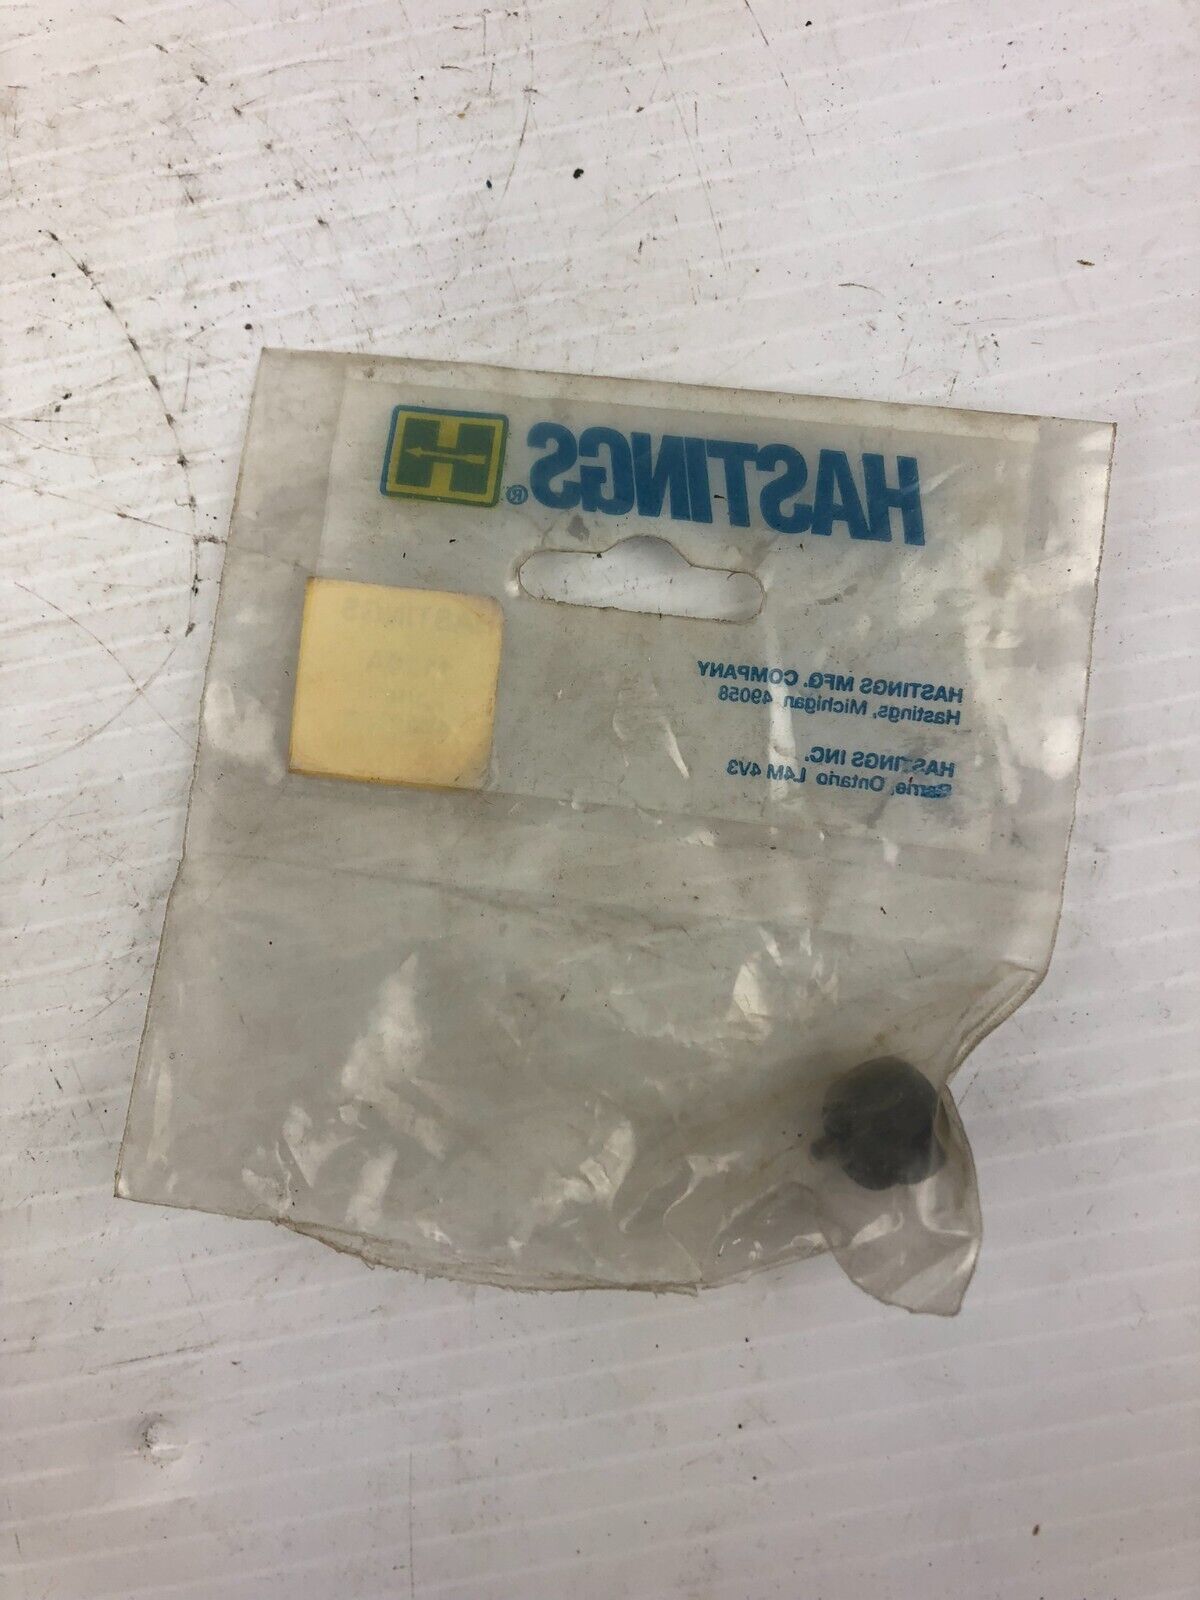 HASTINGS® H
HASTINGS MFG. COMPANY
Hastings, Michigan 49058
HASTINGS INC.
Barrie, Ontario L4M 4V3